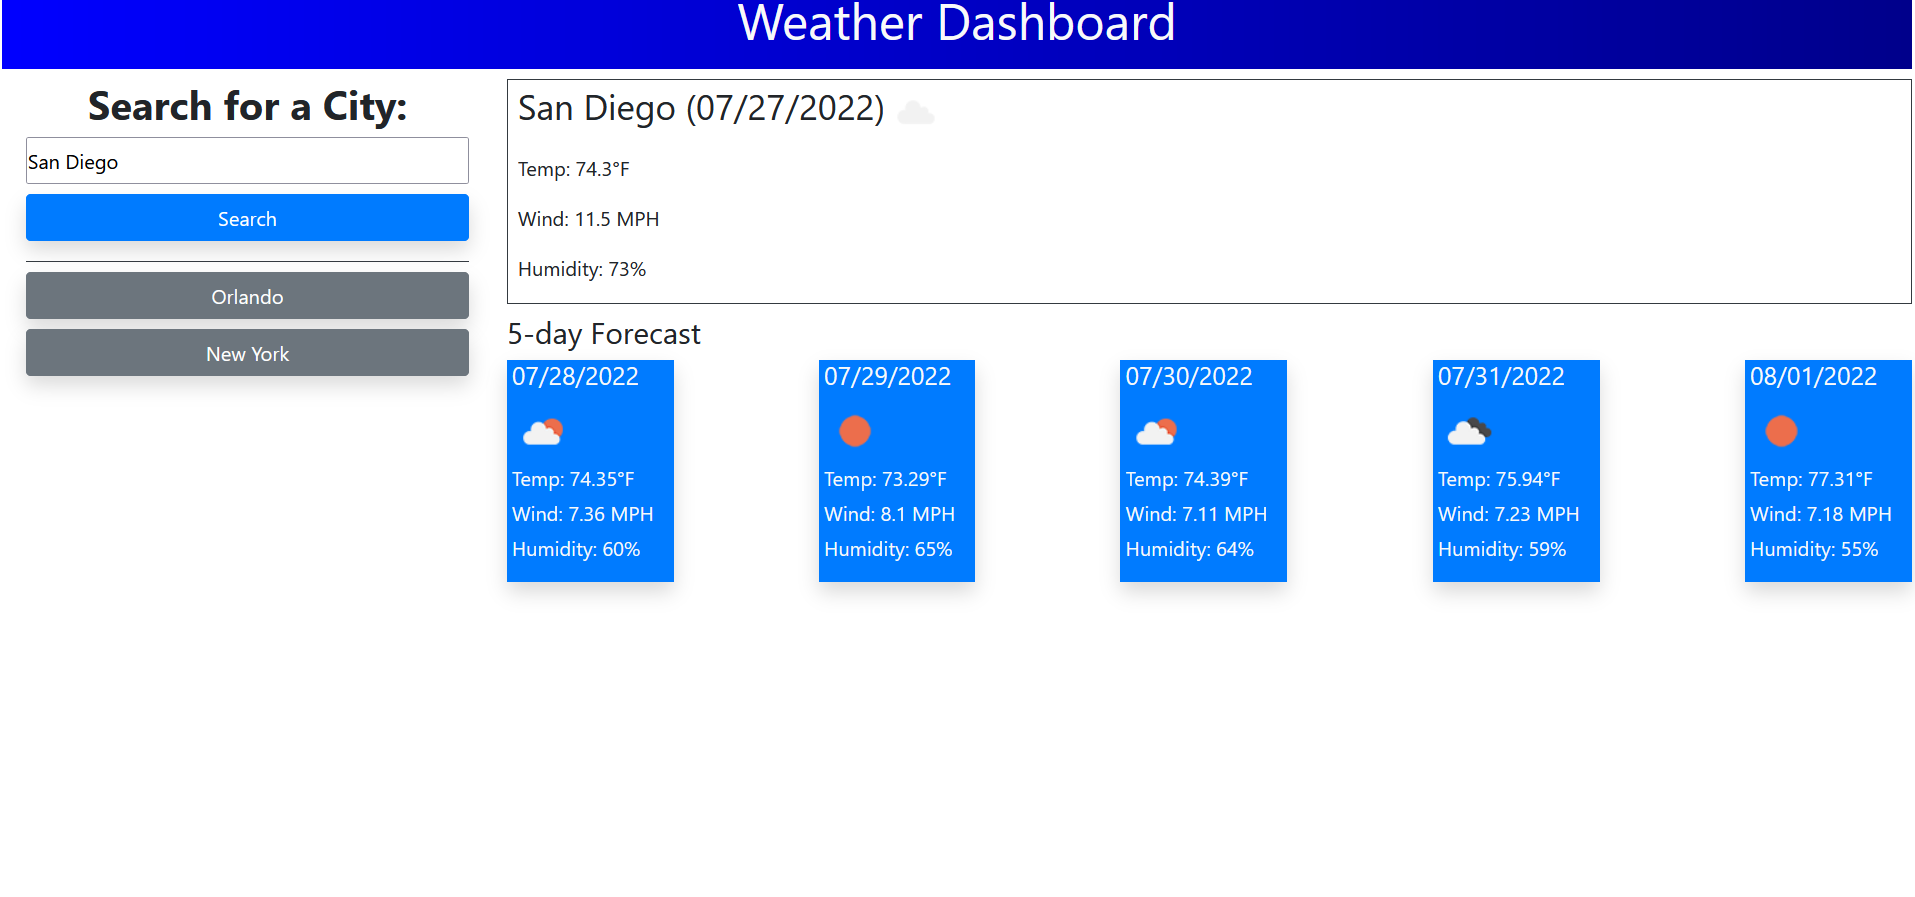 Weather Dashboard
Search for a City:
San Diego
Search
Orlando
New York
San Diego (07/27/2022)
Temp: 74.3°F
Wind: 11.5 MPH
Humidity: 73%
5-day Forecast
07/28/2022
Temp: 74.35°F
Wind: 7.36 MPH
Humidity: 60%
07/29/2022
Temp: 73.29°F
Wind: 8.1 MPH
Humidity: 65%
07/30/2022
Temp: 74.39°F
Wind: 7.11 MPH
Humidity: 64%
07/31/2022
Temp: 75.94°F
Wind: 7.23 MPH
Humidity: 59%
08/01/2022
Temp: 77.31°F
Wind: 7.18 MPH
Humidity: 55%